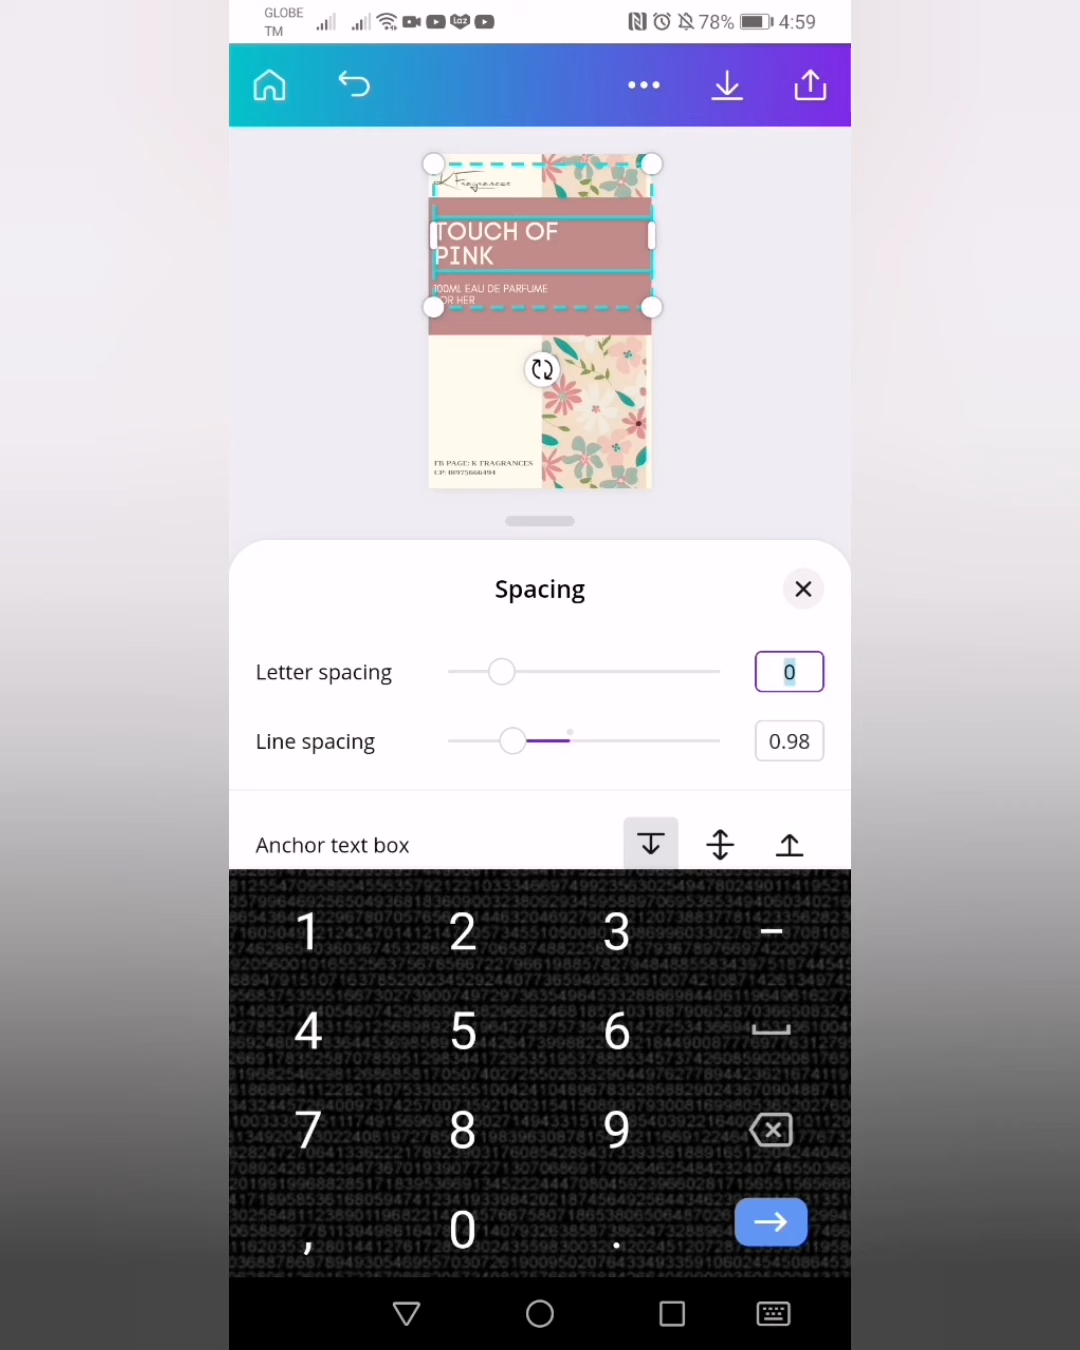 GLOBE
TM
Laz
78%
4:59
K Fragrances
TOUCH OF
PINK
100ML EAU DE PARFUME
FOR HER
FB PAGE: K FRAGRANCES
Spacing
Letter spacing
0
Line spacing
0.98
Anchor text box
1 2 3 –
4 5 6
7 8 9
, 0 .